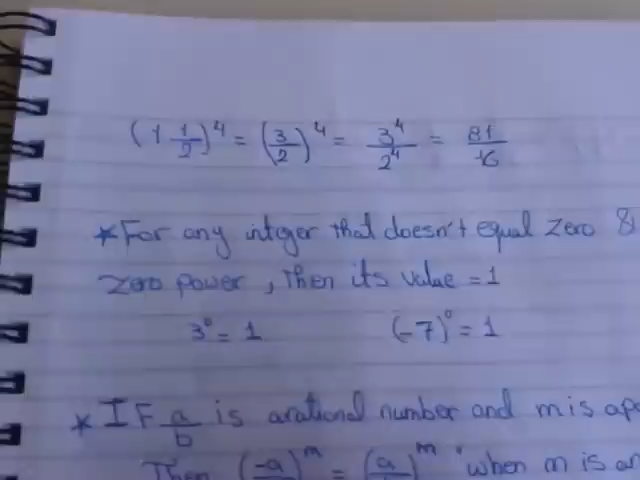 (1 1/2)^4 = (3/2)^4 = 3^4/2^4 = 81/16
* For any integer that doesn't equal zero &
zero power, then its value = 1
3° = 1 (-7)° = 1
* IF a/b is a rational number and m is
Then (-a/ )^m = (a/ )^m when m is an